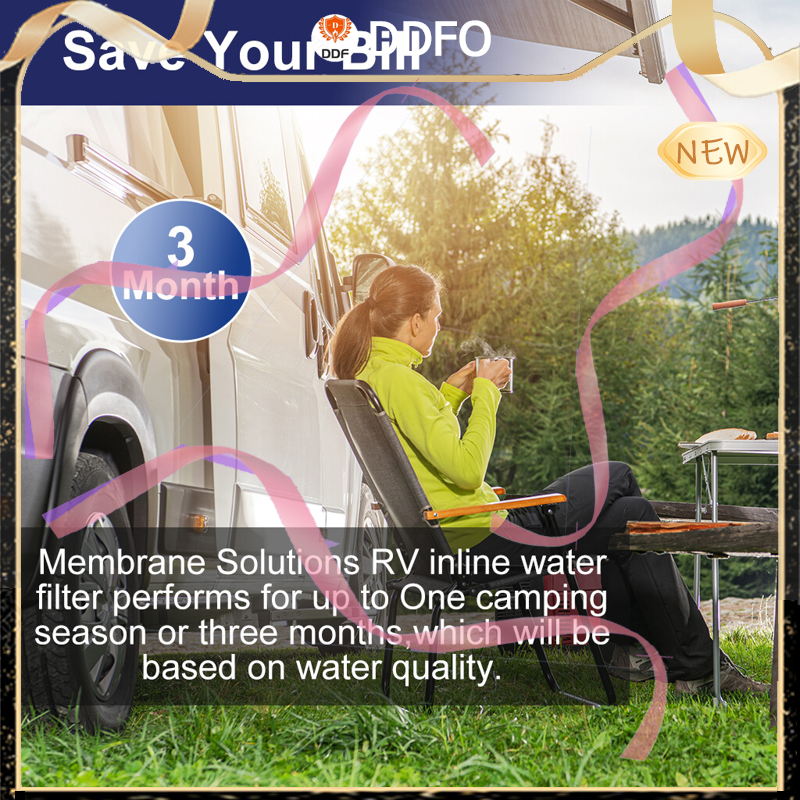 Save Your Bill
D
DDF
DDFO
NEW
3
Month
Membrane Solutions RV inline water
filter performs for up to One camping
season or three months,which will be
based on water quality.